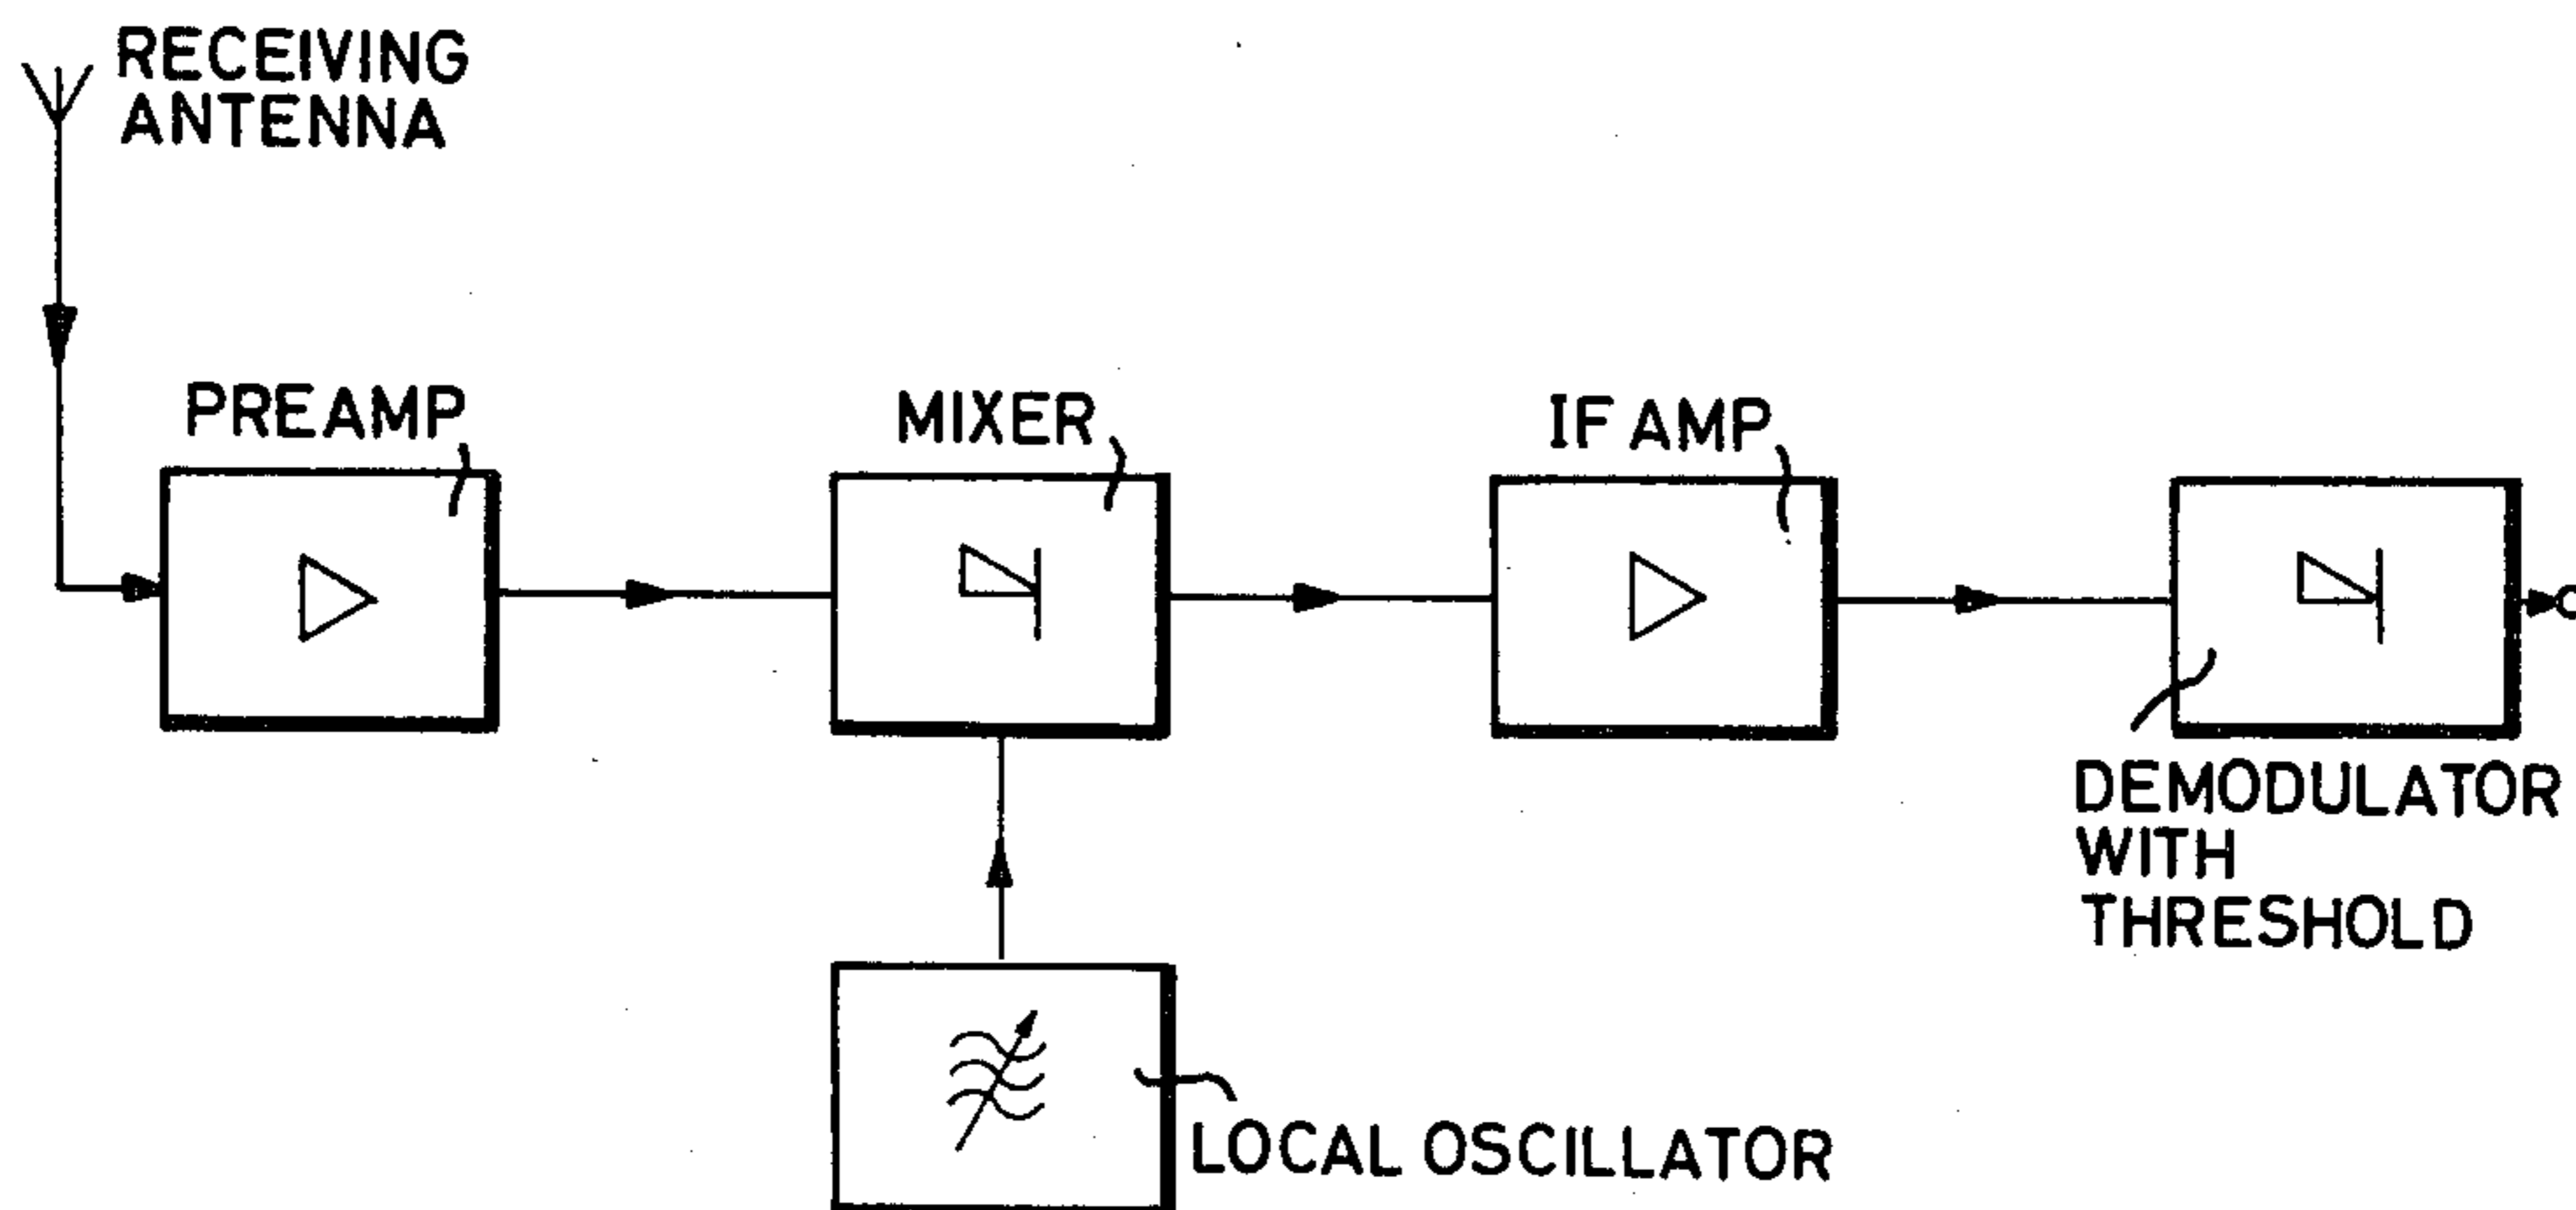 RECEIVING
ANTENNA
PREAMP
MIXER
IF AMP
DEMODULATOR
WITH
THRESHOLD
LOCAL OSCILLATOR